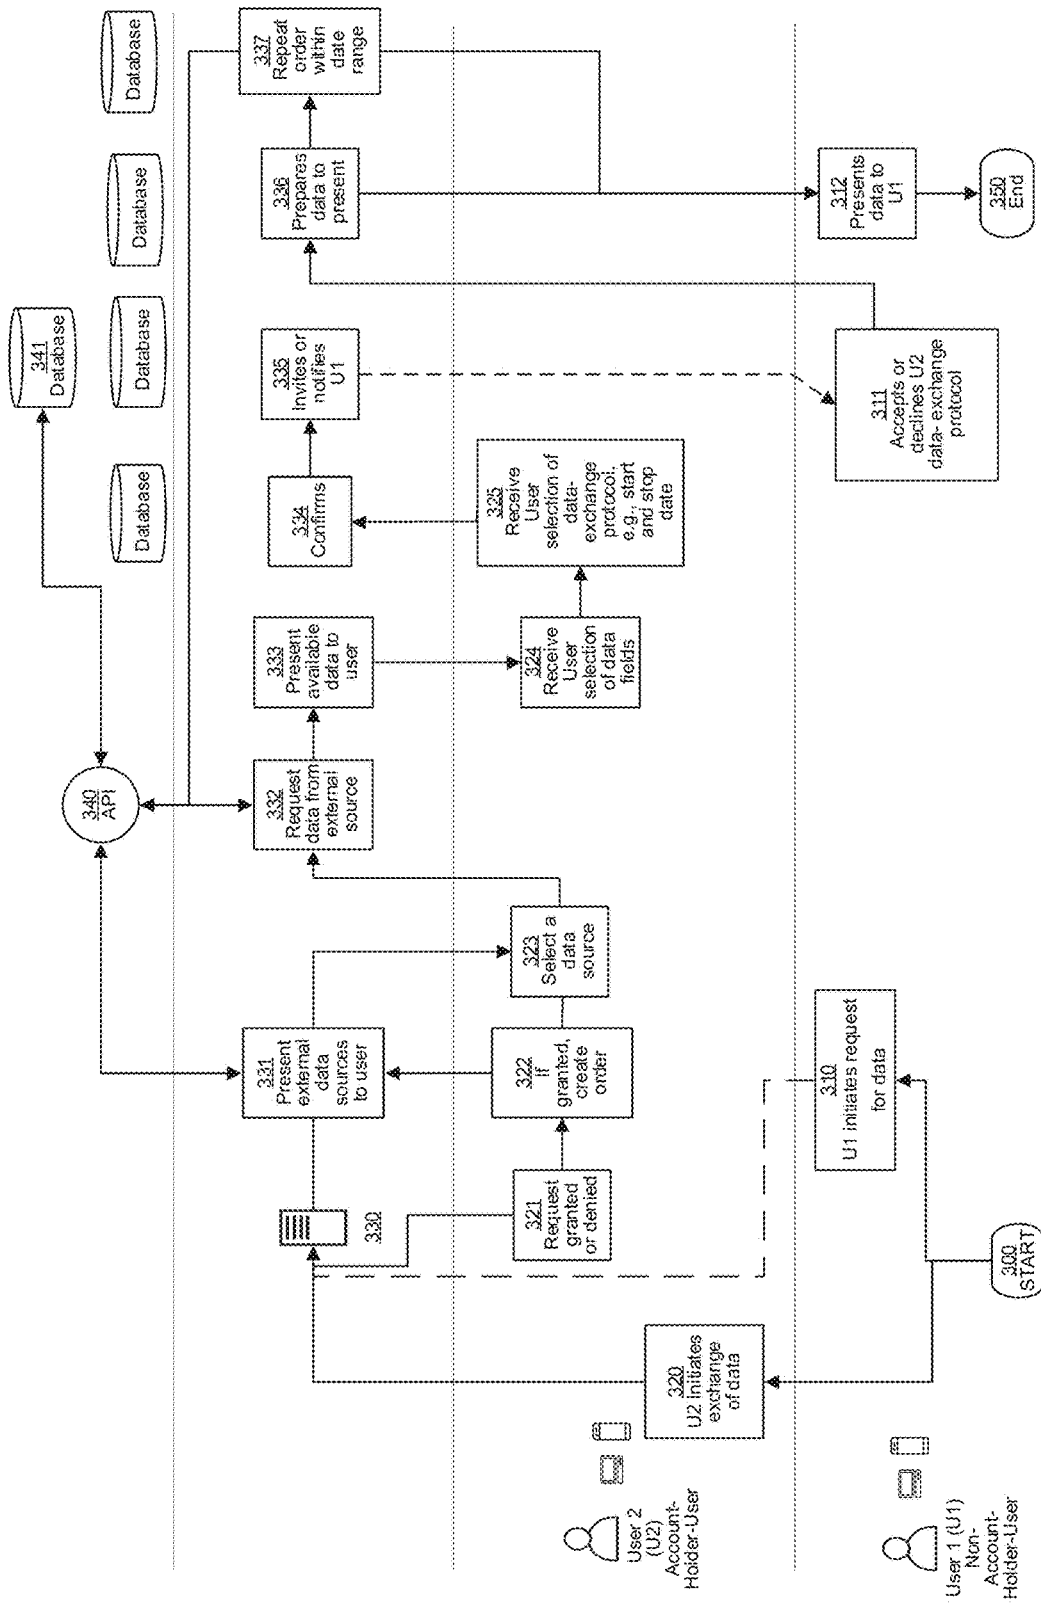 341
Database
Database
Database
Database
Database
340
API
330
331
Present
external
data
sources
to user
332
Request
data from
external
source
333
Present
available
data to
user
334
Confirms
335
Invites or
notifies
U1
336
Prepares
data to
present
337
Repeat
order
within
date
range
User 2
(U2)
Account-
Holder-User
320
U2 initiates
exchange
of data
321
Request
granted
or denied
322
If
granted,
create
order
323
Select a
data
source
324
Receive
User
selection
of data
fields
325
Receive
User
selection of
data-
exchange
protocol,
e.g., start
and stop
date
User 1 (U1)
Non-
Account-
Holder-User
300
START
310
U1 initiates request
for data
311
Accepts or
declines U2
data- exchange
protocol
312
Presents
data to
U1
350
End